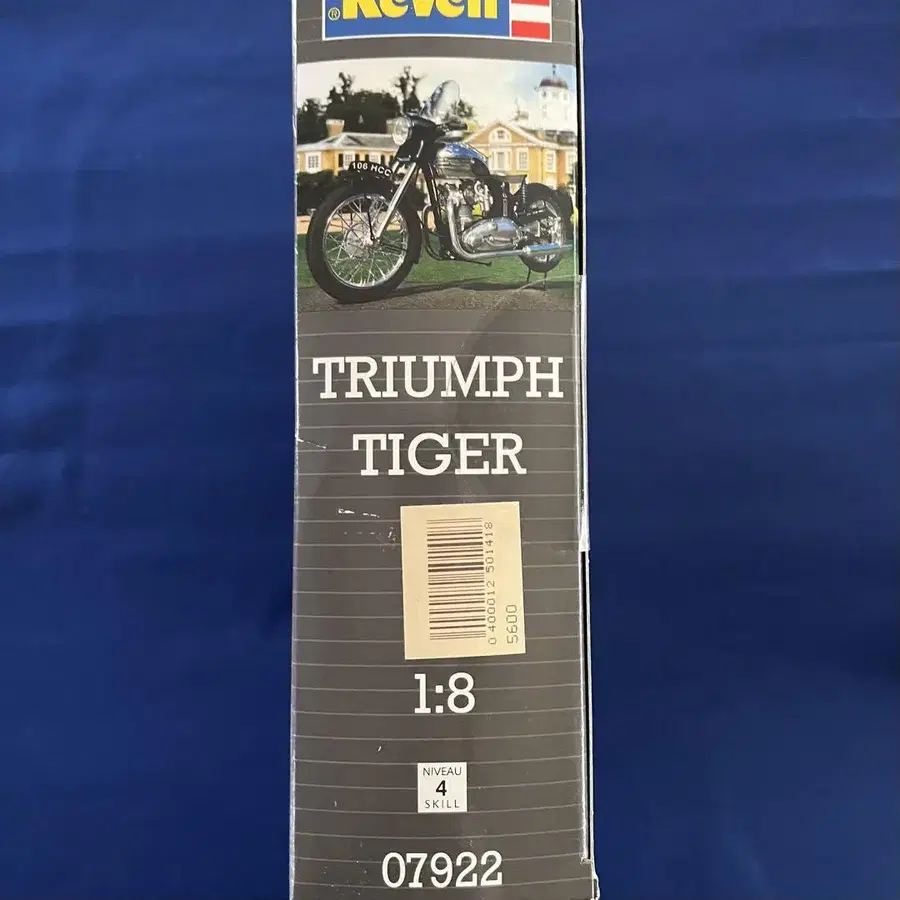 ® Revell
106 HCC
TRIUMPH
TIGER
0 400012 501418
5600
1:8
NIVEAU
4
SKILL
07922